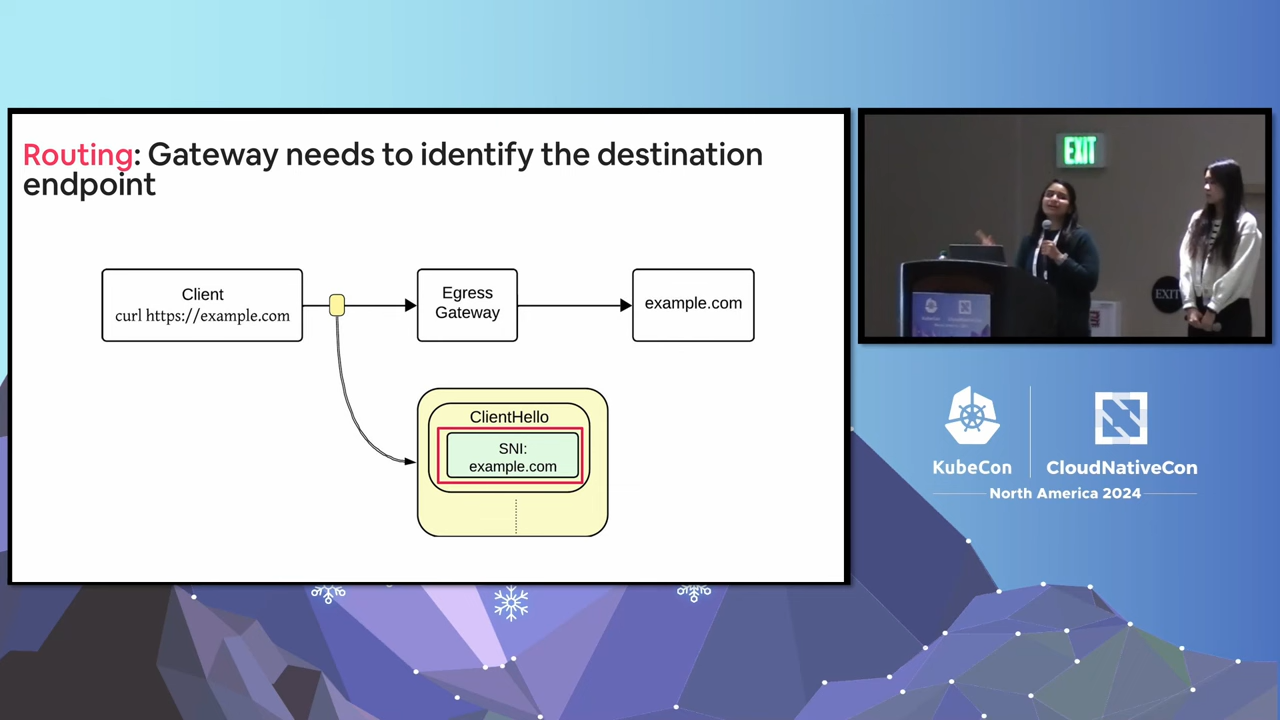 Routing: Gateway needs to identify the destination
endpoint
Client
curl https://example.com
Egress
Gateway
example.com
ClientHello
SNI:
example.com
EXIT
EXIT
KubeCon
CloudNativeCon
North America 2024